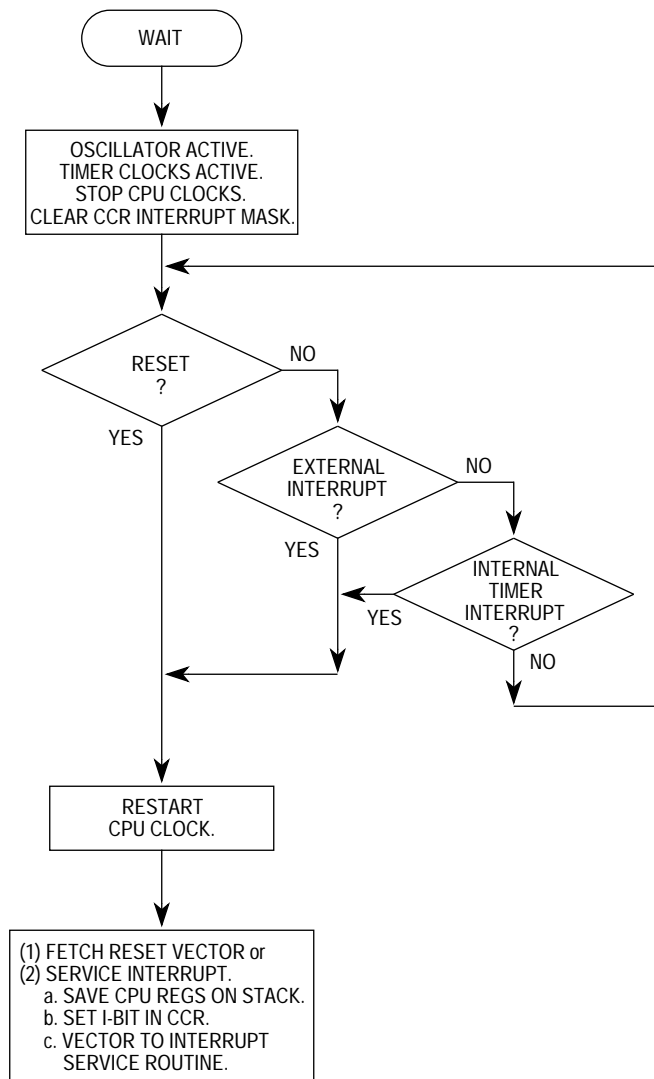 WAIT
OSCILLATOR ACTIVE.
TIMER CLOCKS ACTIVE.
STOP CPU CLOCKS.
CLEAR CCR INTERRUPT MASK.
RESET
?
NO
YES
EXTERNAL
INTERRUPT
?
NO
YES
INTERNAL
TIMER
INTERRUPT
?
YES
NO
RESTART
CPU CLOCK.
(1) FETCH RESET VECTOR or
(2) SERVICE INTERRUPT.
a. SAVE CPU REGS ON STACK.
b. SET I-BIT IN CCR.
c. VECTOR TO INTERRUPT
SERVICE ROUTINE.